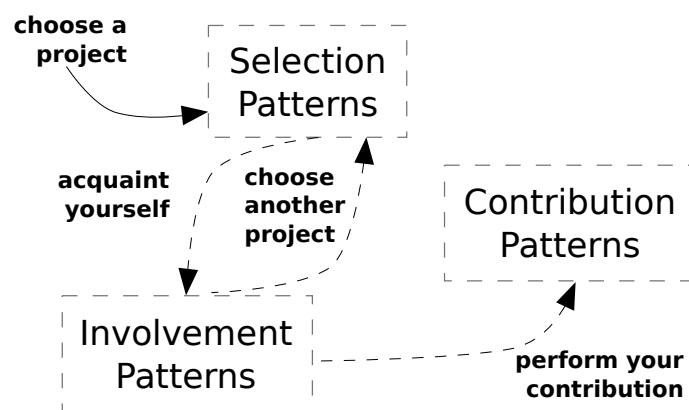 choose a
project
Selection
Patterns
acquaint
yourself
choose
another
project
Contribution
Patterns
Involvement
Patterns
perform your
contribution